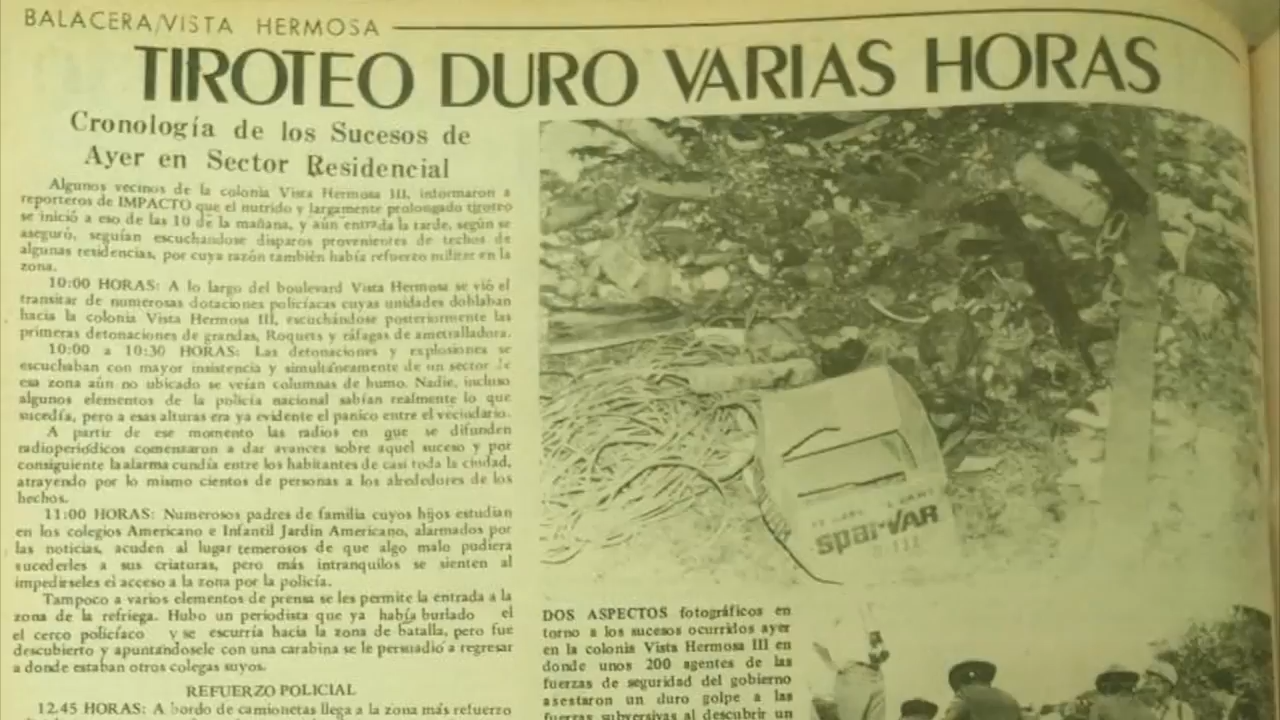 BALACERA/VISTA HERMOSA
TIROTEO DURO VARIAS HORAS
Cronología de los Sucesos de
Ayer en Sector Residencial
Algunos vecinos de la colonia Vista Hermosa III, informaron a
reporteros de IMPACTO que el nutrido y largamente prolongado tiroteo
se inició a eso de las 10 de la mañana, y aún entrada la tarde, según se
aseguró, seguían escuchandose disparos provenientes de techos de
algunas residencias, por cuya razón también había refuerzo militar en la
zona.
10:00 HORAS: A lo largo del boulevard Vista Hermosa se vió el
transitar de numerosas dotaciones policíacas cuyas unidades doblaban
hacia la colonia Vista Hermosa III, escuchándose posteriormente las
primeras detonaciones de grandas, Roquets y ráfagas de ametralladora.
10:00 a 10:30 HORAS: Las detonaciones y explosiones se
escuchaban con mayor insistencia y simultáneamente de un sector de
esa zona aún no ubicado se veían columnas de humo. Nadie, incluso
algunos elementos de la policía nacional sabían realmente lo que
sucedía, pero a esas alturas era ya evidente el panico entre el vecindario.
A partir de ese momento las radios en que se difunden
radioperiódicos comenzaron a dar avances sobre aquel suceso y por
consiguiente la alarma cundía entre los habitantes de casi toda la ciudad,
atrayendo por lo mismo cientos de personas a los alrededores de los
hechos.
11:00 HORAS: Numerosos padres de familia cuyos hijos estudian
en los colegios Americano e Infantil Jardin Americano, alarmados por
las noticias, acuden al lugar temerosos de que algo malo pudiera
sucederles a sus criaturas, pero más intranquilos se sienten al
impedírseles el acceso a la zona por la policía.
Tampoco a varios elementos de prensa se les permite la entrada a la
zona de la refriega. Hubo un periodista que ya había burlado el
el cerco policíaco y se escurría hacia la zona de batalla, pero fue
descubierto y apuntándosele con una carabina se le persuadió a regresar
a donde estaban otros colegas suyos.
REFUERZO POLICIAL
12.45 HORAS: A bordo de camionetas llega a la zona más refuerzo
spar-VAR
DOS ASPECTOS fotográficos en
torno a los sucesos ocurridos ayer
en la colonia Vista Hermosa III en
donde unos 200 agentes de las
fuerzas de seguridad del gobierno
asestaron un duro golpe a las
fuerzas subversivas al descubrir un